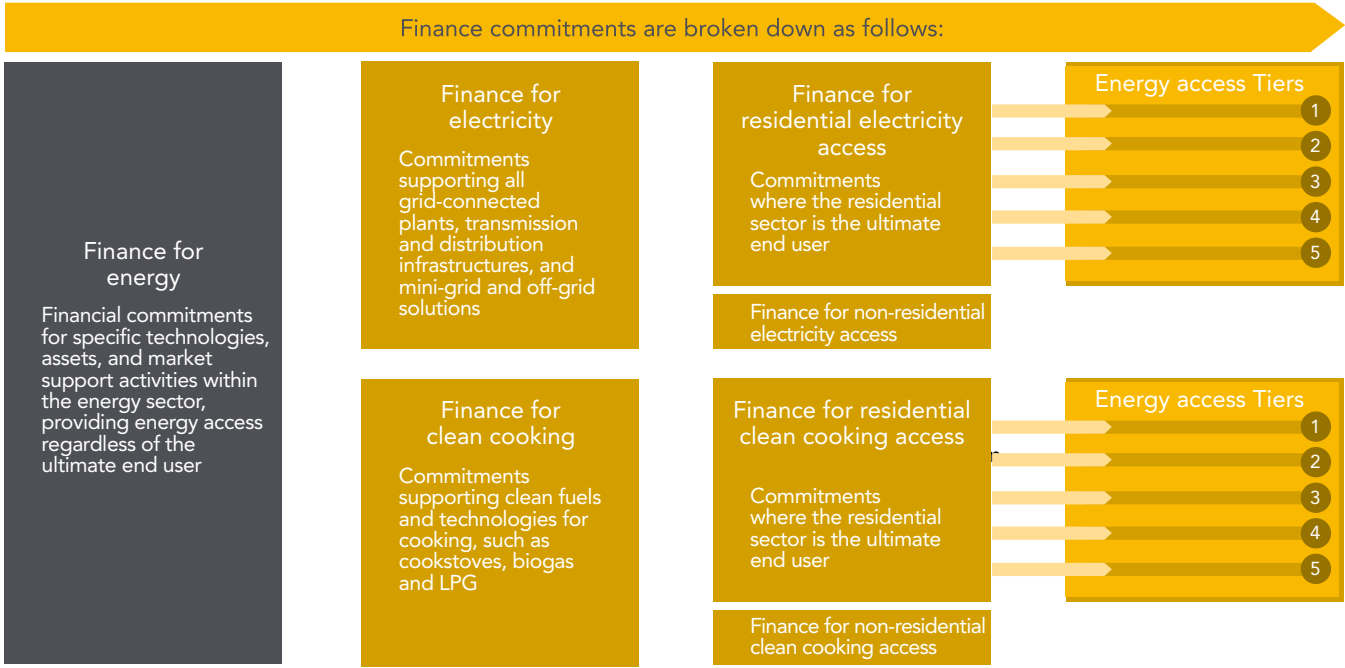 Finance commitments are broken down as follows:
Finance for
energy
Financial commitments
for specific technologies,
assets, and market
support activities within
the energy sector,
providing energy access
regardless of the
ultimate end user
Finance for
electricity
Commitments
supporting all
grid-connected
plants, transmission
and distribution
infrastructures, and
mini-grid and off-grid
solutions
Finance for
residential electricity
access
Commitments
where the residential
sector is the ultimate
end user
Finance for non-residential
electricity access
Energy access Tiers
1
2
3
4
5
Finance for
clean cooking
Commitments
supporting clean fuels
and technologies for
cooking, such as
cookstoves, biogas
and LPG
Finance for residential
clean cooking access
Commitments
where the residential
sector is the ultimate
end user
Finance for non-residential
clean cooking access
Energy access Tiers
1
2
3
4
5